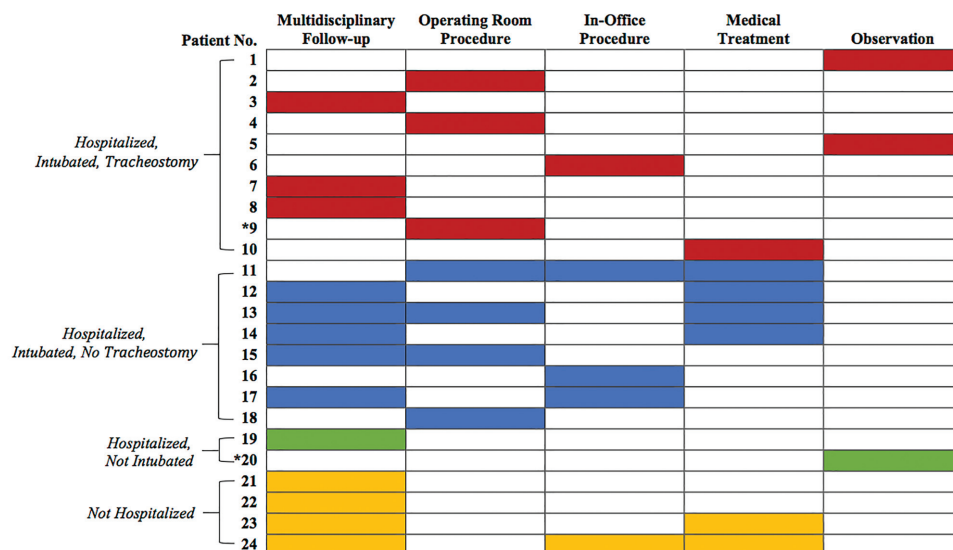 Multidisciplinary Follow-up
Operating Room Procedure
In-Office Procedure
Medical Treatment
Observation
Patient No.
1
2
3
4
5
6
7
8
*9
10
Hospitalized,
Intubated, Tracheostomy
11
12
13
14
15
16
17
18
Hospitalized,
Intubated, No Tracheostomy
19
*20
Hospitalized,
Not Intubated
21
22
23
24
Not Hospitalized